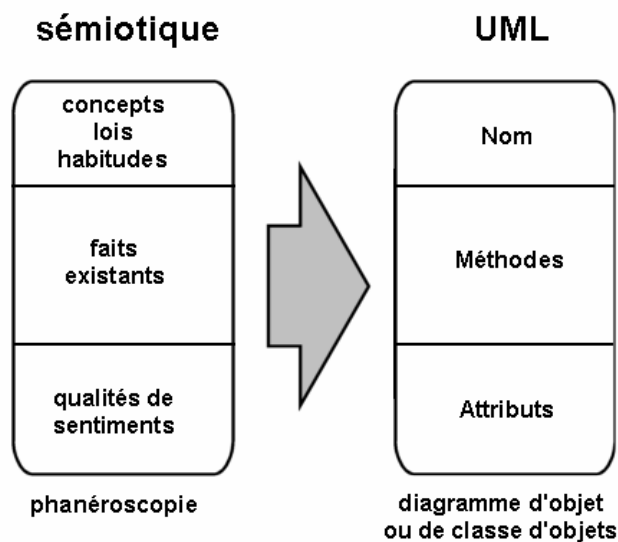 sémiotique
concepts
lois
habitudes
faits
existants
qualités de
sentiments
phanéroscopie
UML
Nom
Méthodes
Attributs
diagramme d'objet
ou de classe d'objets